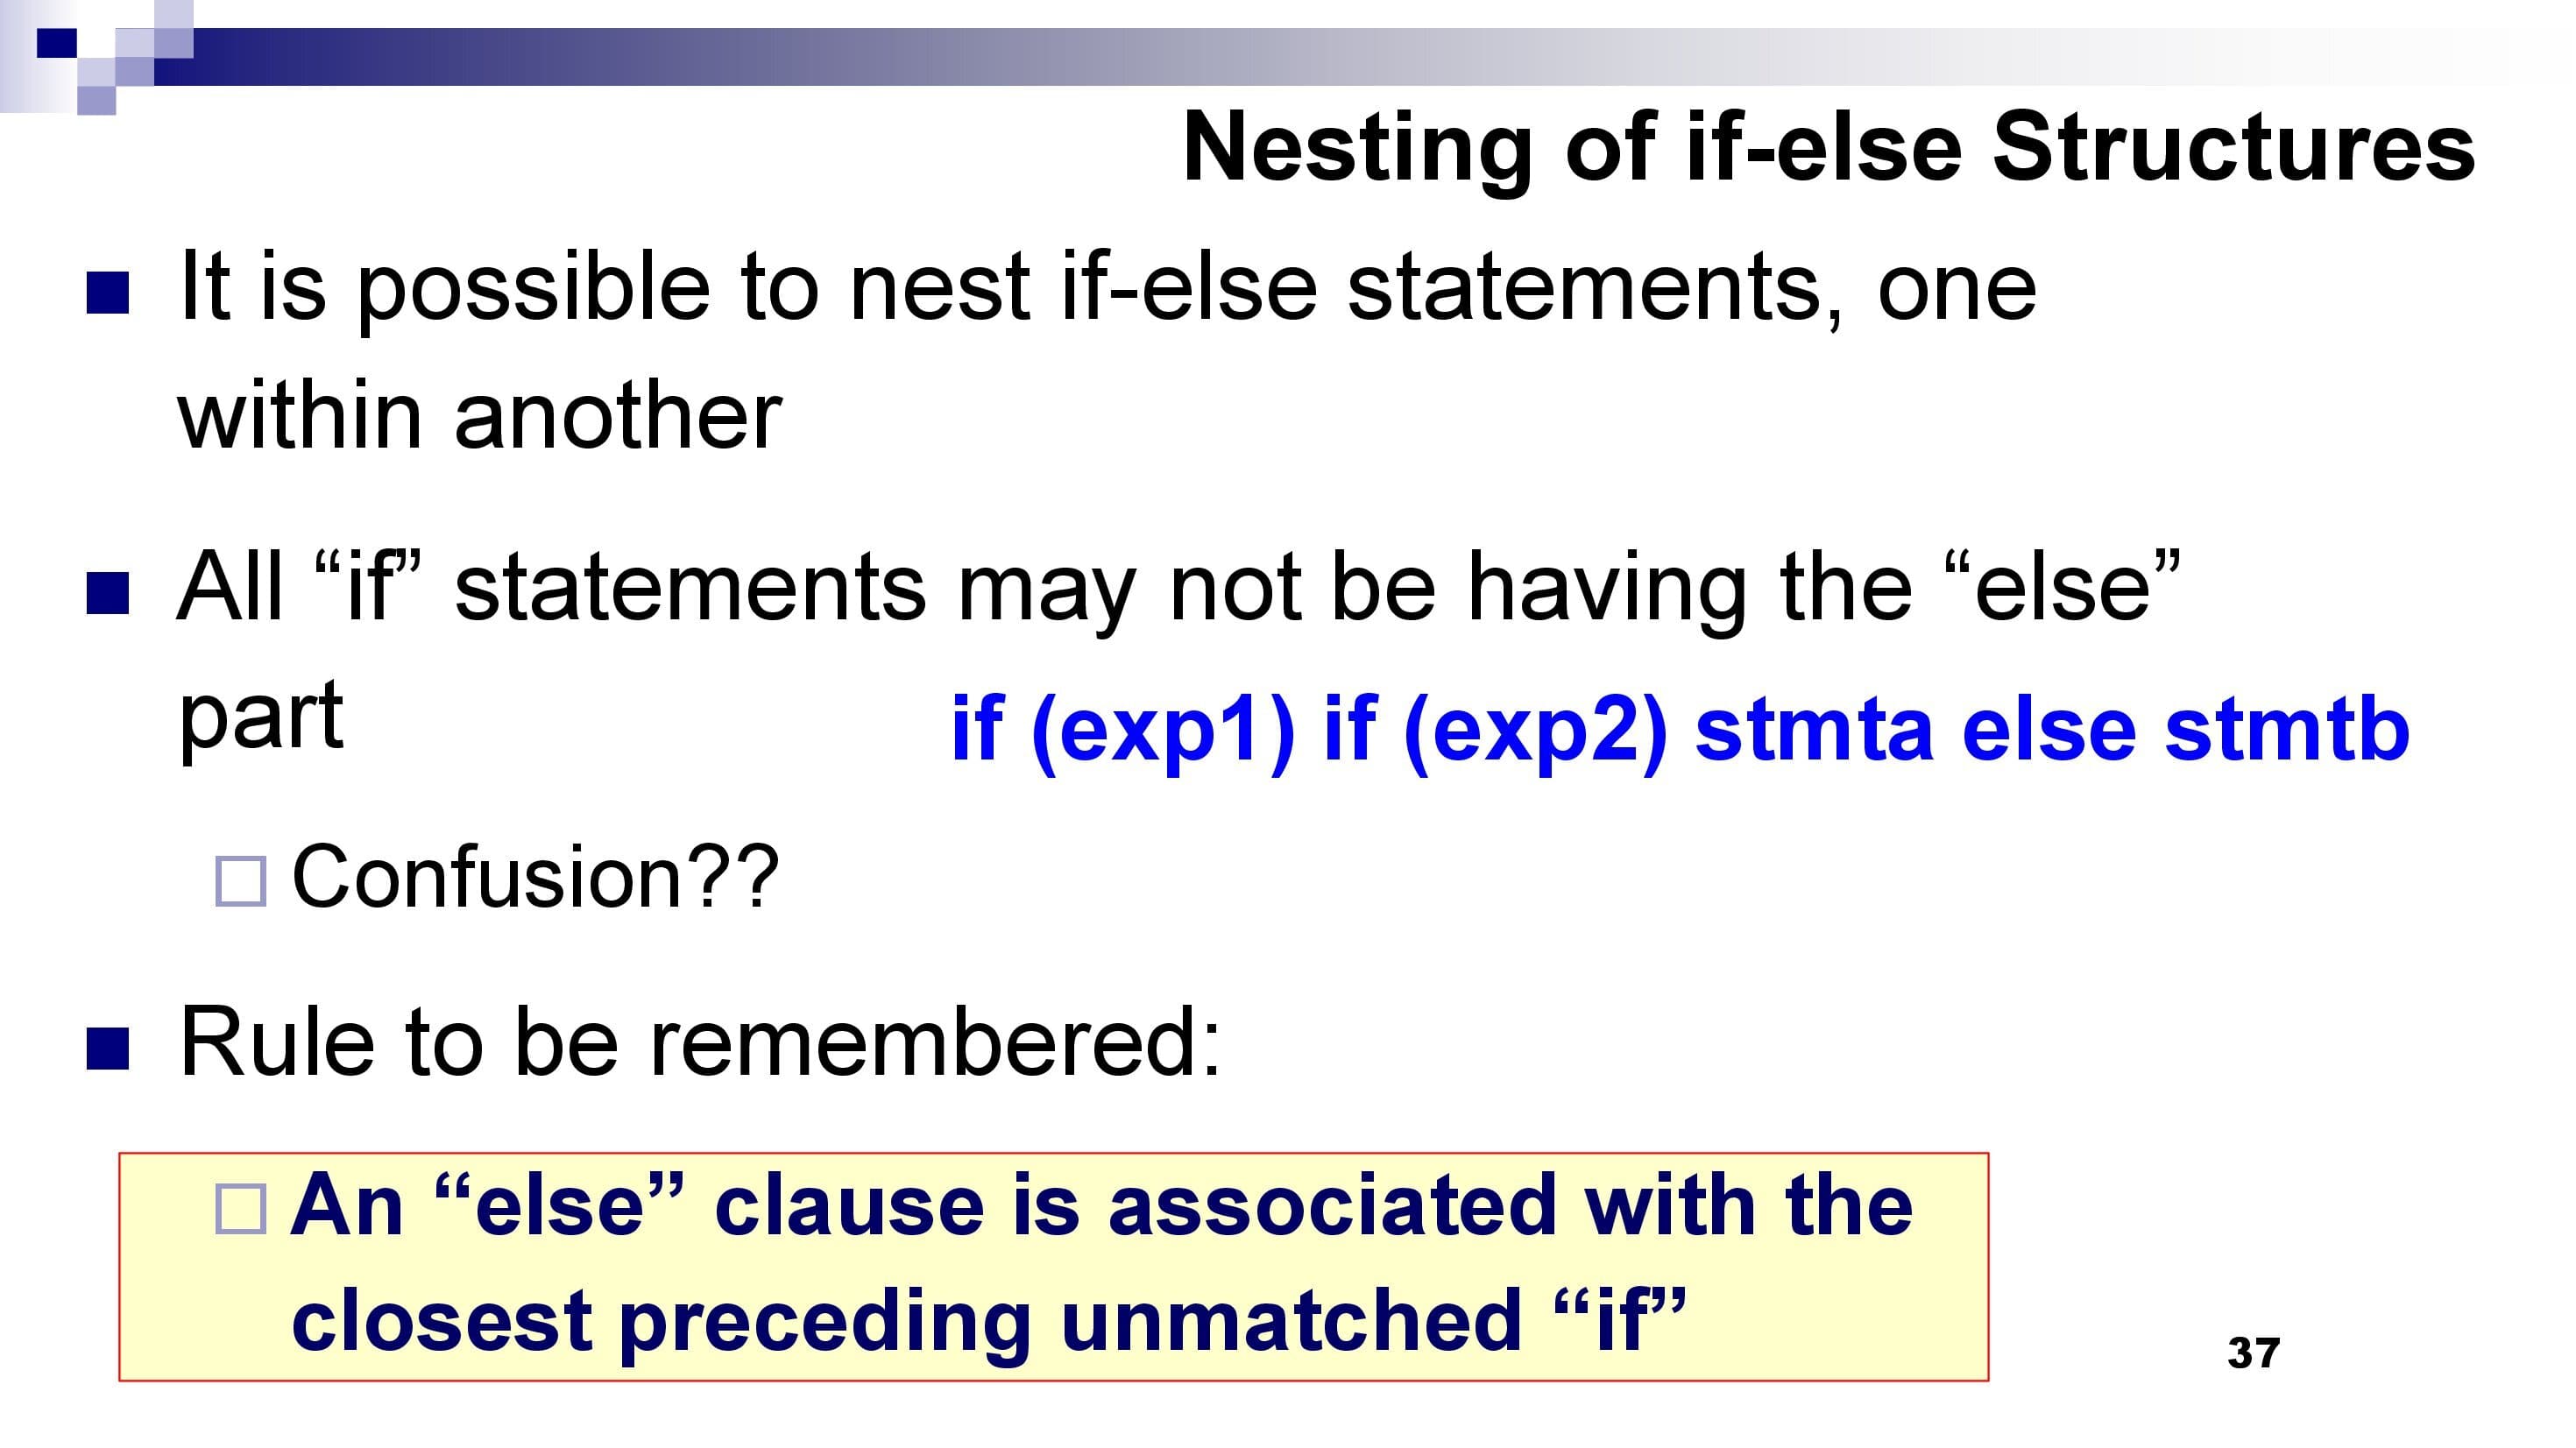 Nesting of if-else Structures
It is possible to nest if-else statements, one
within another
All “if” statements may not be having the “else”
part
if (exp1) if (exp2) stmta else stmtb
Confusion??
Rule to be remembered:
An “else” clause is associated with the
closest preceding unmatched “if”
37